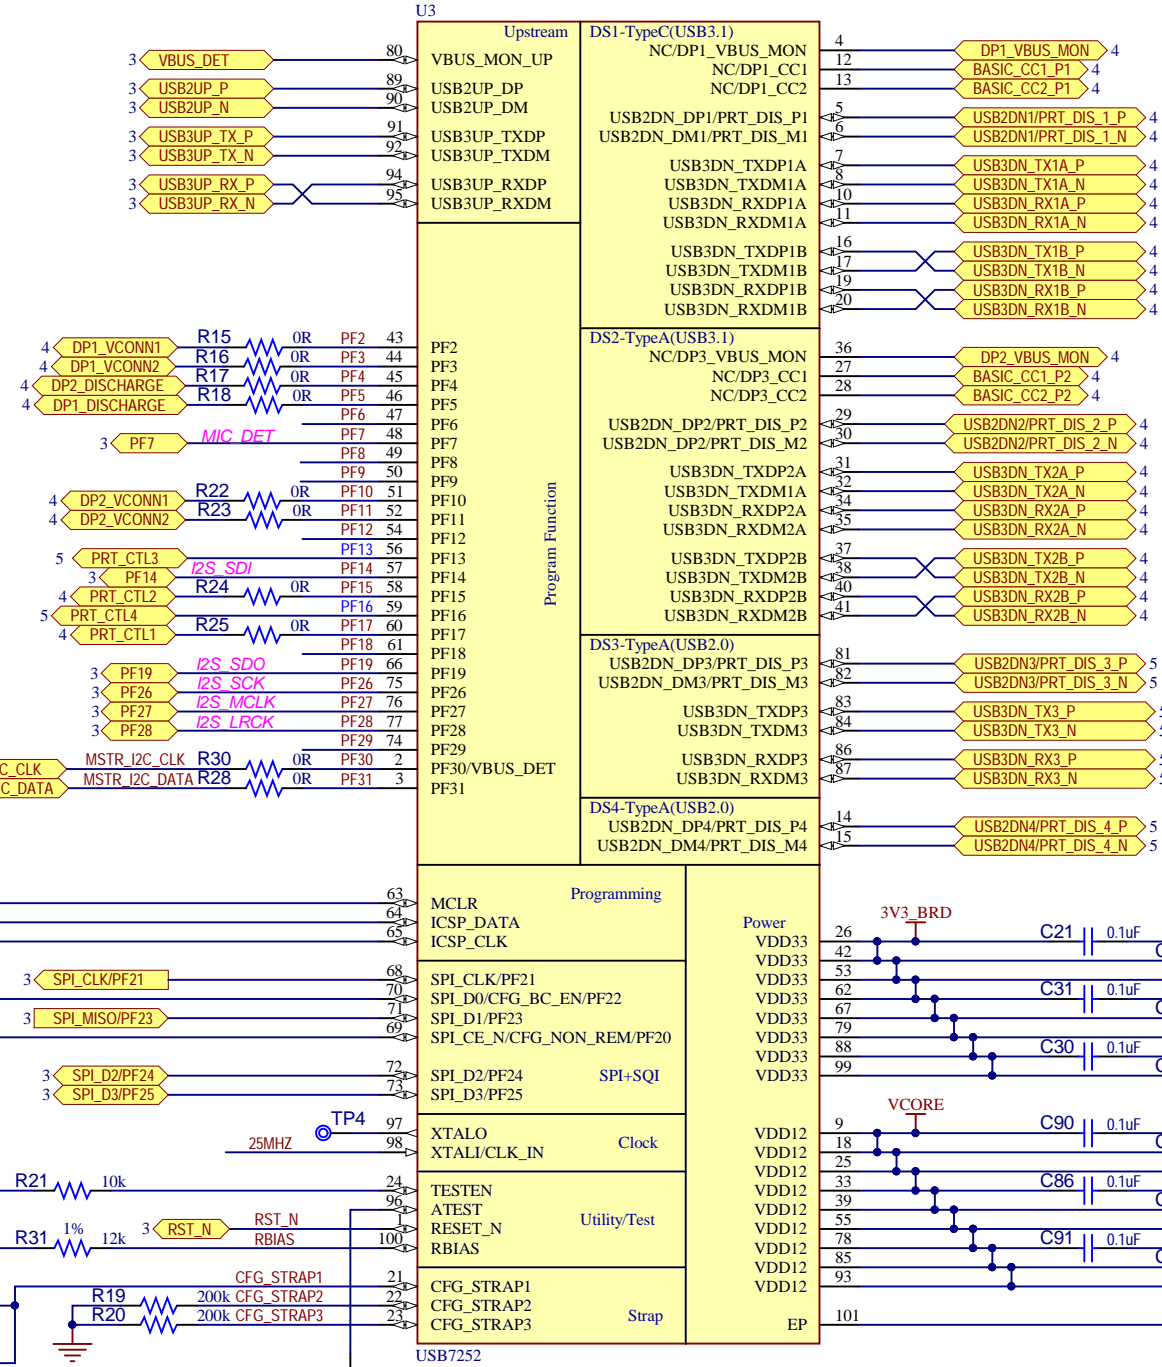 U3
Upstream DS1-TypeC(USB3.1)
3 VBUS_DET 80 VBUS_MON_UP
3 USB2UP_P 89 USB2UP_DP
3 USB2UP_N 90 USB2UP_DM
3 USB3UP_TX_P 91 USB3UP_TXDP
3 USB3UP_TX_N 92 USB3UP_TXDM
3 USB3UP_RX_P 94 USB3UP_RXDP
3 USB3UP_RX_N 95 USB3UP_RXDM
NC/DP1_VBUS_MON 4 DP1_VBUS_MON 4
NC/DP1_CC1 12 BASIC_CC1_P1 4
NC/DP1_CC2 13 BASIC_CC2_P1 4
USB2DN_DP1/PRT_DIS_P1 5 USB2DN1/PRT_DIS_1_P 4
USB2DN_DM1/PRT_DIS_M1 6 USB2DN1/PRT_DIS_1_N 4
USB3DN_TXDP1A 7 USB3DN_TX1A_P 4
USB3DN_TXDM1A 8 USB3DN_TX1A_N 4
USB3DN_RXDP1A 10 USB3DN_RX1A_P 4
USB3DN_RXDM1A 11 USB3DN_RX1A_N 4
USB3DN_TXDP1B 16 USB3DN_TX1B_P 4
USB3DN_TXDM1B 17 USB3DN_TX1B_N 4
USB3DN_RXDP1B 19 USB3DN_RX1B_P 4
USB3DN_RXDM1B 20 USB3DN_RX1B_N 4
4 DP1_VCONN1 R15 0R PF2 43 PF2
4 DP1_VCONN2 R16 0R PF3 44 PF3
4 DP2_DISCHARGE R17 0R PF4 45 PF4
4 DP1_DISCHARGE R18 0R PF5 46 PF5
PF6 47 PF6
3 PF7 MIC_DET PF7 48 PF7
PF8 49 PF8
PF9 50 PF9
4 DP2_VCONN1 R22 0R PF10 51 PF10
4 DP2_VCONN2 R23 0R PF11 52 PF11
PF12 54 PF12
5 PRT_CTL3 PF13 56 PF13
3 PF14 I2S_SDI PF14 57 PF14
4 PRT_CTL2 R24 0R PF15 58 PF15
5 PRT_CTL4 PF16 59 PF16
4 PRT_CTL1 R25 0R PF17 60 PF17
PF18 61 PF18
3 PF19 I2S_SDO PF19 66 PF19
3 PF26 I2S_SCK PF26 75 PF26
3 PF27 I2S_MCLK PF27 76 PF27
3 PF28 I2S_LRCK PF28 77 PF28
PF29 74 PF29
C_CLK MSTR_I2C_CLK R30 0R PF30 2 PF30/VBUS_DET
C_DATA MSTR_I2C_DATA R28 0R PF31 3 PF31
Program Function
DS2-TypeA(USB3.1)
NC/DP3_VBUS_MON 36 DP2_VBUS_MON 4
NC/DP3_CC1 27 BASIC_CC1_P2 4
NC/DP3_CC2 28 BASIC_CC2_P2 4
USB2DN_DP2/PRT_DIS_P2 29 USB2DN2/PRT_DIS_2_P 4
USB2DN_DP2/PRT_DIS_M2 30 USB2DN2/PRT_DIS_2_N 4
USB3DN_TXDP2A 31 USB3DN_TX2A_P 4
USB3DN_TXDM1A 32 USB3DN_TX2A_N 4
USB3DN_RXDP2A 34 USB3DN_RX2A_P 4
USB3DN_RXDM2A 35 USB3DN_RX2A_N 4
USB3DN_TXDP2B 37 USB3DN_TX2B_P 4
USB3DN_TXDM2B 38 USB3DN_TX2B_N 4
USB3DN_RXDP2B 40 USB3DN_RX2B_P 4
USB3DN_RXDM2B 41 USB3DN_RX2B_N 4
DS3-TypeA(USB2.0)
USB2DN_DP3/PRT_DIS_P3 81 USB2DN3/PRT_DIS_3_P 5
USB2DN_DM3/PRT_DIS_M3 82 USB2DN3/PRT_DIS_3_N 5
USB3DN_TXDP3 83 USB3DN_TX3_P
USB3DN_TXDM3 84 USB3DN_TX3_N
USB3DN_RXDP3 86 USB3DN_RX3_P
USB3DN_RXDM3 87 USB3DN_RX3_N
DS4-TypeA(USB2.0)
USB2DN_DP4/PRT_DIS_P4 14 USB2DN4/PRT_DIS_4_P 5
USB2DN_DM4/PRT_DIS_M4 15 USB2DN4/PRT_DIS_4_N 5
Programming
63 MCLR
64 ICSP_DATA
65 ICSP_CLK
3 SPI_CLK/PF21 68 SPI_CLK/PF21
70 SPI_D0/CFG_BC_EN/PF22
3 SPI_MISO/PF23 71 SPI_D1/PF23
69 SPI_CE_N/CFG_NON_REM/PF20
3 SPI_D2/PF24 72 SPI_D2/PF24 SPI+SQI
3 SPI_D3/PF25 73 SPI_D3/PF25
TP4 97 XTALO
25MHZ 98 XTALI/CLK_IN Clock
R21 10k 24 TESTEN
96 ATEST Utility/Test
3 RST_N RST_N 1 RESET_N
R31 1% 12k RBIAS 100 RBIAS
CFG_STRAP1 21 CFG_STRAP1
R19 200k CFG_STRAP2 22 CFG_STRAP2
R20 200k CFG_STRAP3 23 CFG_STRAP3
Strap
Power 3V3_BRD
VDD33 26 C21 0.1uF
VDD33 42
VDD33 53
VDD33 62 C31 0.1uF
VDD33 67
VDD33 79
VDD33 88 C30 0.1uF
VDD33 99
VCORE
VDD12 9 C90 0.1uF
VDD12 18
VDD12 25
VDD12 33 C86 0.1uF
VDD12 39
VDD12 55
VDD12 78 C91 0.1uF
VDD12 85
VDD12 93
EP 101
USB7252